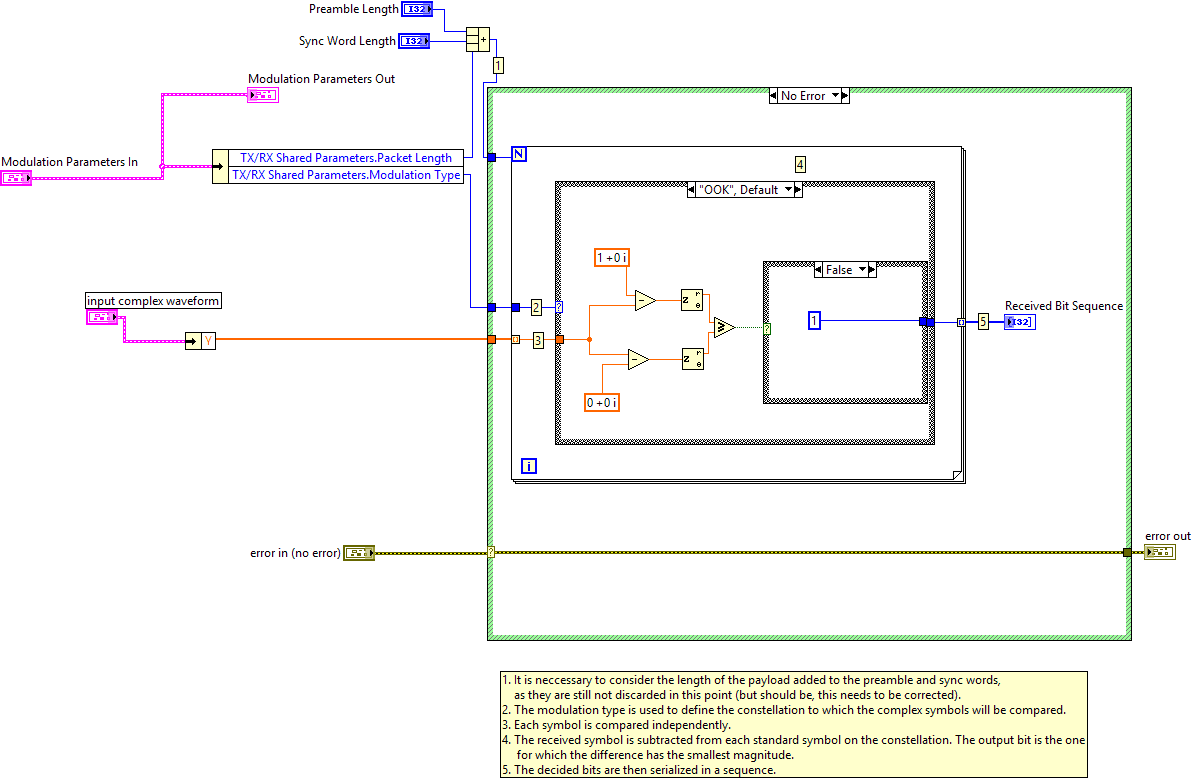 Preamble Length
I32
Sync Word Length
I32
+
1
Modulation Parameters Out
No Error
Modulation Parameters In
TX/RX Shared Parameters.Packet Length
TX/RX Shared Parameters.Modulation Type
N
4
"OOK", Default
1 +0 i
False
input complex waveform
Y
2
?
3
z r e
≥
?
1
Received Bit Sequence
5
I32
z r e
0 +0 i
i
error in (no error)
?
error out
1. It is neccessary to consider the length of the payload added to the preamble and sync words,
as they are still not discarded in this point (but should be, this needs to be corrected).
2. The modulation type is used to define the constellation to which the complex symbols will be compared.
3. Each symbol is compared independently.
4. The received symbol is subtracted from each standard symbol on the constellation. The output bit is the one
for which the difference has the smallest magnitude.
5. The decided bits are then serialized in a sequence.